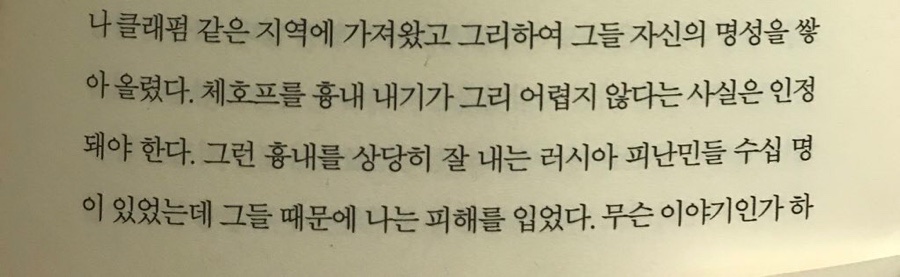 나 클래펌 같은 지역에 가져왔고 그리하여 그들 자신의 명성을 쌓
아 올렸다. 체호프를 흉내 내기가 그리 어렵지 않다는 사실은 인정
돼야 한다. 그런 흉내를 상당히 잘 내는 러시아 피난민들 수십 명
이 있었는데 그들 때문에 나는 피해를 입었다. 무슨 이야기인가 하